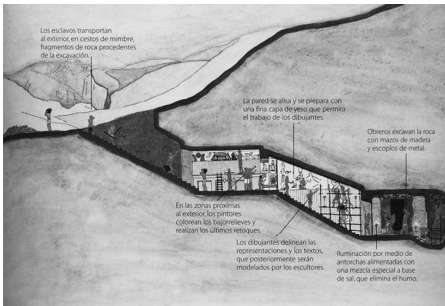 Los esclavos transportan
al exterior, en cestos de mimbre,
fragmentos de roca procedentes
de la excavación.
La pared se alisa y se prepara con
una fina capa de yeso que permita
el trabajo de los dibujantes.
Obreros excavan la roca
con mazos de madera
y escoplos de metal.
En las zonas próximas
al exterior, los pintores
colorean los bajorrelieves y
realizan los últimos retoques.
Los dibujantes delinean las
representaciones y los textos,
que posteriormente serán
modelados por los escultores.
Iluminación por medio de
antorchas alimentadas con
una mezcla especial a base
de sal, que elimina el humo.